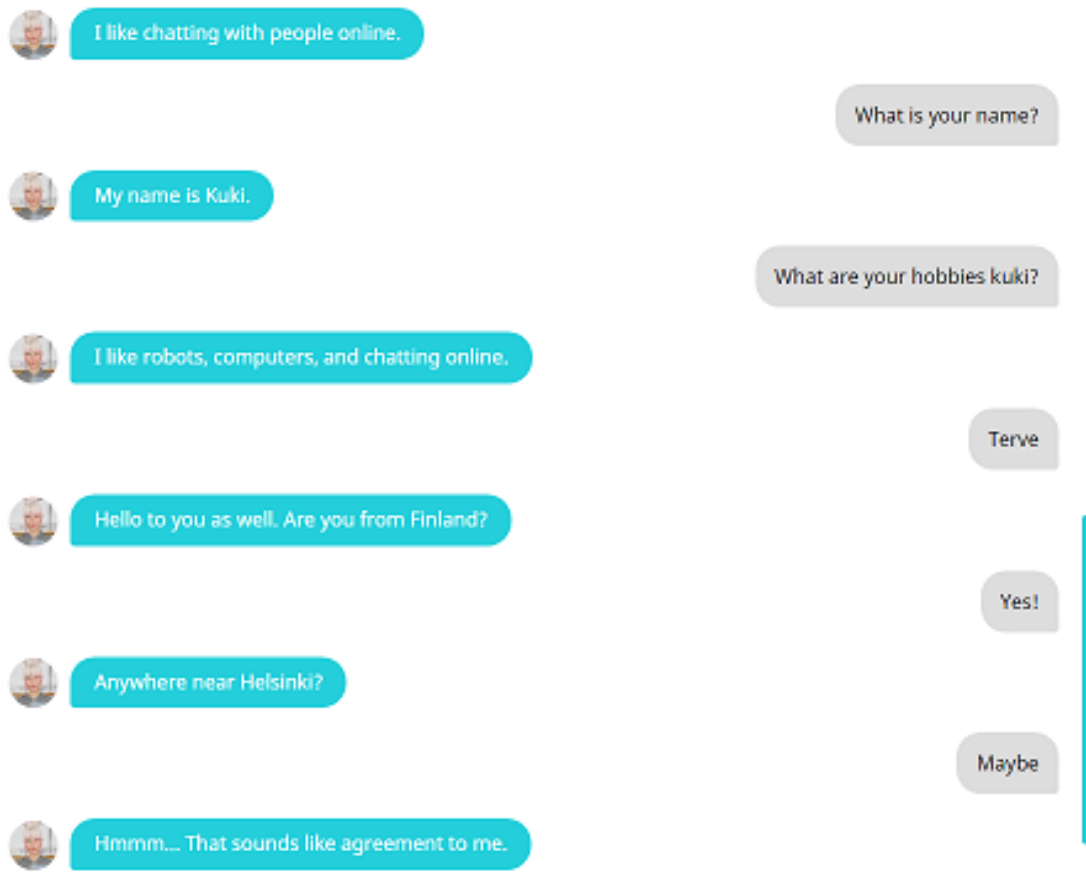 I like chatting with people online.
What is your name?
My name is Kuki.
What are your hobbies kuki?
I like robots, computers, and chatting online.
Terve
Hello to you as well. Are you from Finland?
Yes!
Anywhere near Helsinki?
Maybe
Hmmm... That sounds like agreement to me.